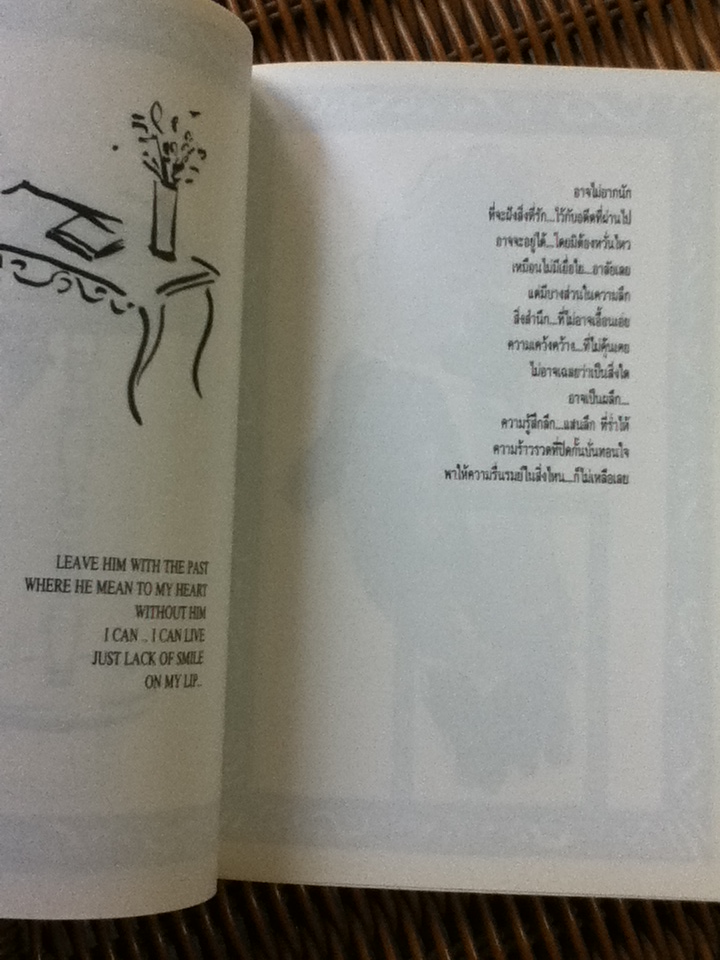 LEAVE HIM WITH THE PAST
WHERE HE MEAN TO MY HEART
WITHOUT HIM
I CAN .. I CAN LIVE
JUST LACK OF SMILE
ON MY LIP..
อาจไม่ยากนัก
ที่จะฝังสิ่งที่รัก...ไว้กับอดีตที่ผ่านไป
อาจจะอยู่ได้...โดยมิต้องหวั่นไหว
เหมือนไม่มีเยื่อใย...อาลัยเลย
แต่มีบางส่วนในความลึก
สิ่งสำนึก...ที่ไม่อาจเอื้อนเอ่ย
ความเคว้งคว้าง...ที่ไม่คุ้นเคย
ไม่อาจเฉลยว่าเป็นสิ่งใด
อาจเป็นผลึก...
ความรู้สึกลึก...แสนลึก ที่ร่ำไห้
ความร้าวรวดที่ปิดกั้นบั่นทอนใจ
พาให้ความรื่นรมย์ในสิ่งไหน...ก็ไม่เหลือเลย